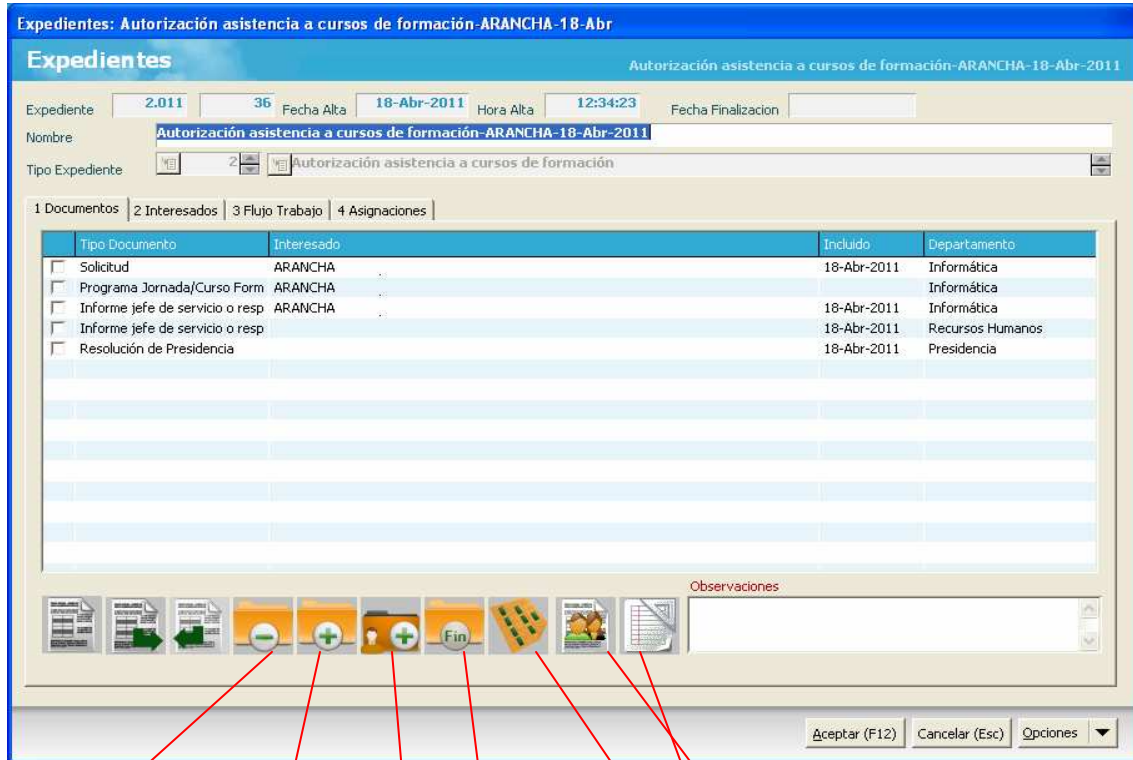 Expedientes: Autorización asistencia a cursos de formación-ARANCHA-18-Abr
Expedientes
Autorización asistencia a cursos de formación-ARANCHA-18-Abr-2011
Expediente 2.011 36 Fecha Alta 18-Abr-2011 Hora Alta 12:34:23 Fecha Finalizacion
Nombre Autorización asistencia a cursos de formación-ARANCHA-18-Abr-2011
Tipo Expediente 2 Autorización asistencia a cursos de formación
1 Documentos 2 Interesados 3 Flujo Trabajo 4 Asignaciones
Tipo Documento Interesado Incluido Departamento
Solicitud ARANCHA 18-Abr-2011 Informática
Programa Jornada/Curso Form ARANCHA Informática
Informe jefe de servicio o resp ARANCHA 18-Abr-2011 Informática
Informe jefe de servicio o resp 18-Abr-2011 Recursos Humanos
Resolución de Presidencia 18-Abr-2011 Presidencia
Observaciones
Fin
Aceptar (F12) Cancelar (Esc) Opciones